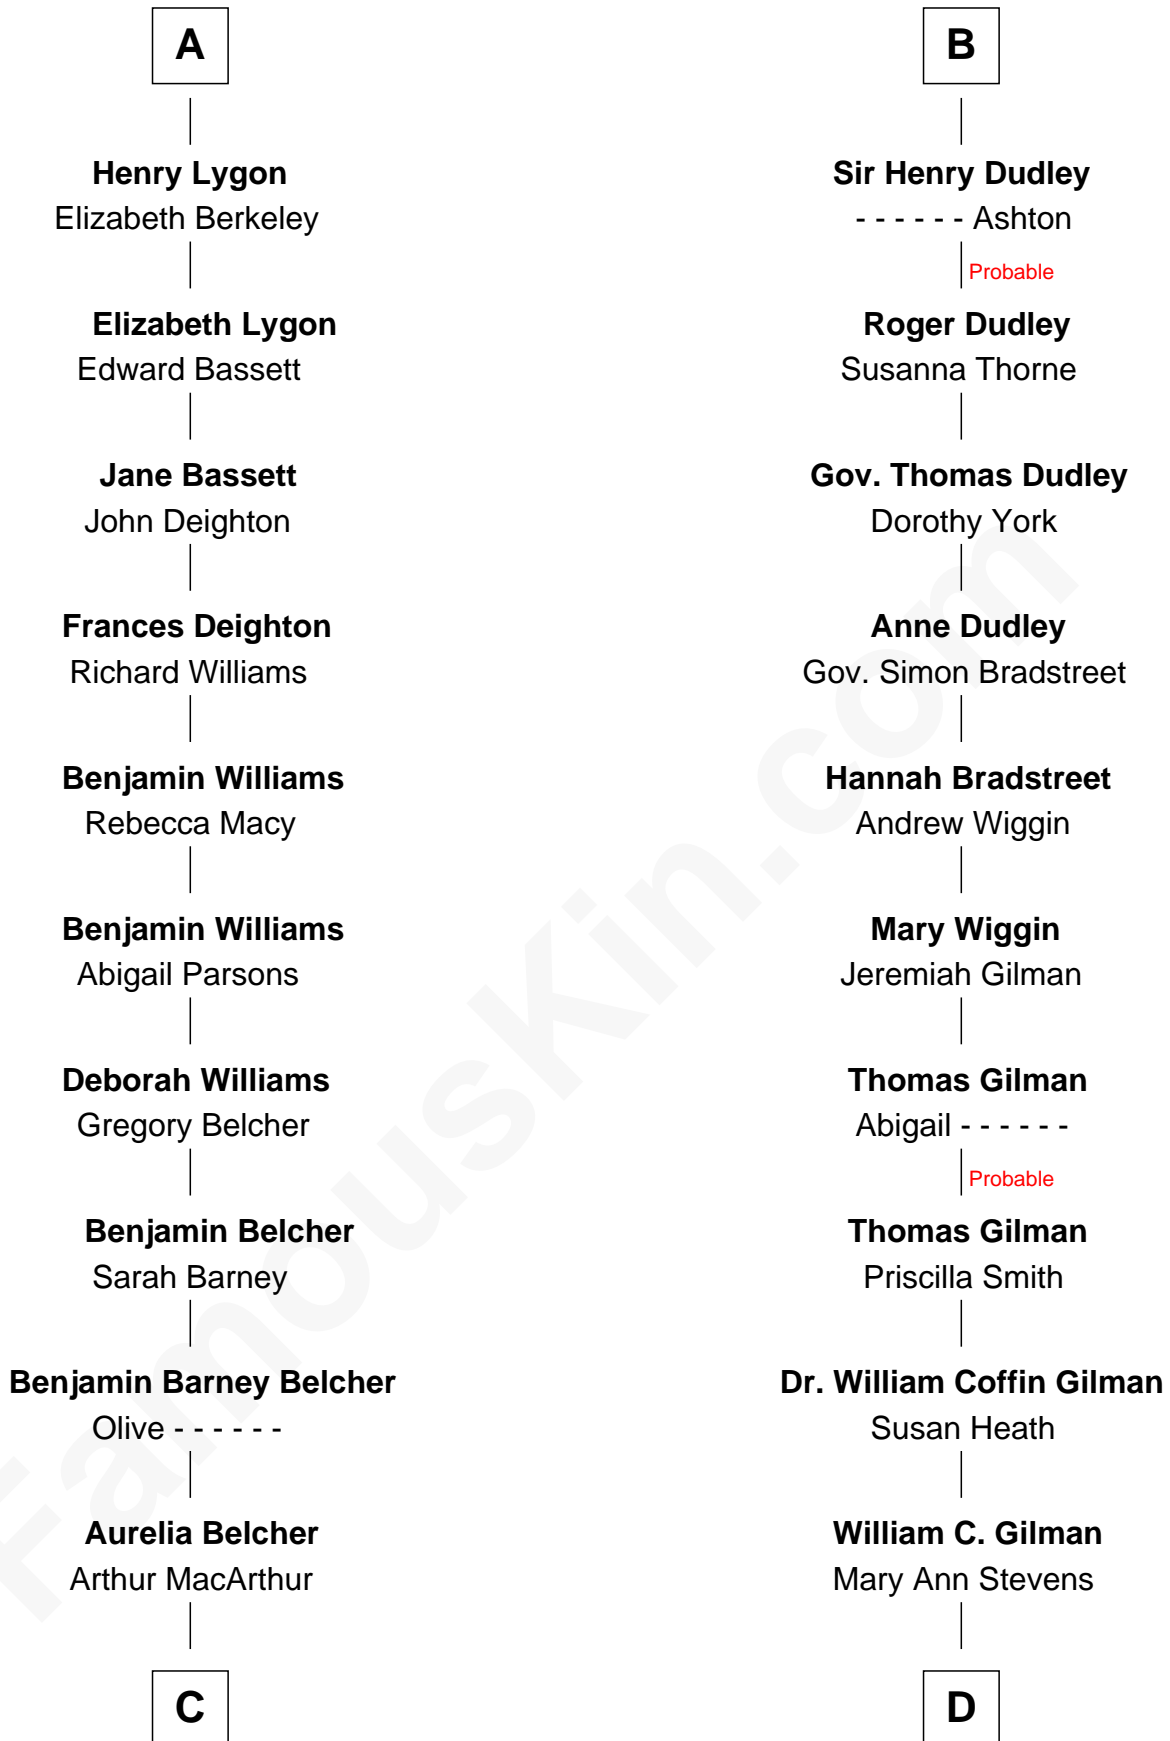 A
Henry Lygon
Elizabeth Berkeley
Elizabeth Lygon
Edward Bassett
Jane Bassett
John Deighton
Frances Deighton
Richard Williams
Benjamin Williams
Rebecca Macy
Benjamin Williams
Abigail Parsons
Deborah Williams
Gregory Belcher
Benjamin Belcher
Sarah Barney
Benjamin Barney Belcher
Olive - - - - - -
Aurelia Belcher
Arthur MacArthur
C
B
Sir Henry Dudley
- - - - - - Ashton
Probable
Roger Dudley
Susanna Thorne
Gov. Thomas Dudley
Dorothy York
Anne Dudley
Gov. Simon Bradstreet
Hannah Bradstreet
Andrew Wiggin
Mary Wiggin
Jeremiah Gilman
Thomas Gilman
Abigail - - - - - -
Probable
Thomas Gilman
Priscilla Smith
Dr. William Coffin Gilman
Susan Heath
William C. Gilman
Mary Ann Stevens
D
FamousKin.com